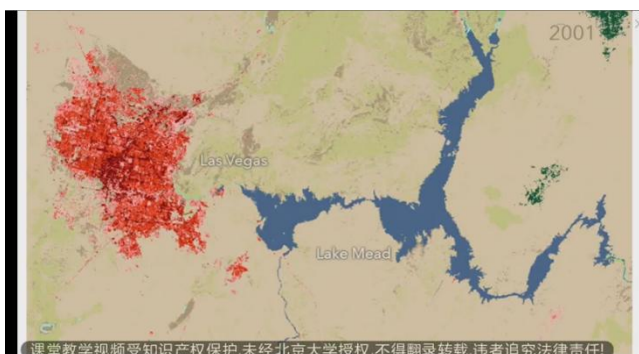 2001
Las Vegas
Lake Mead
课堂教学视频受知识产权保护,未经北京大学授权,不得翻录转载,违者追究法律责任!